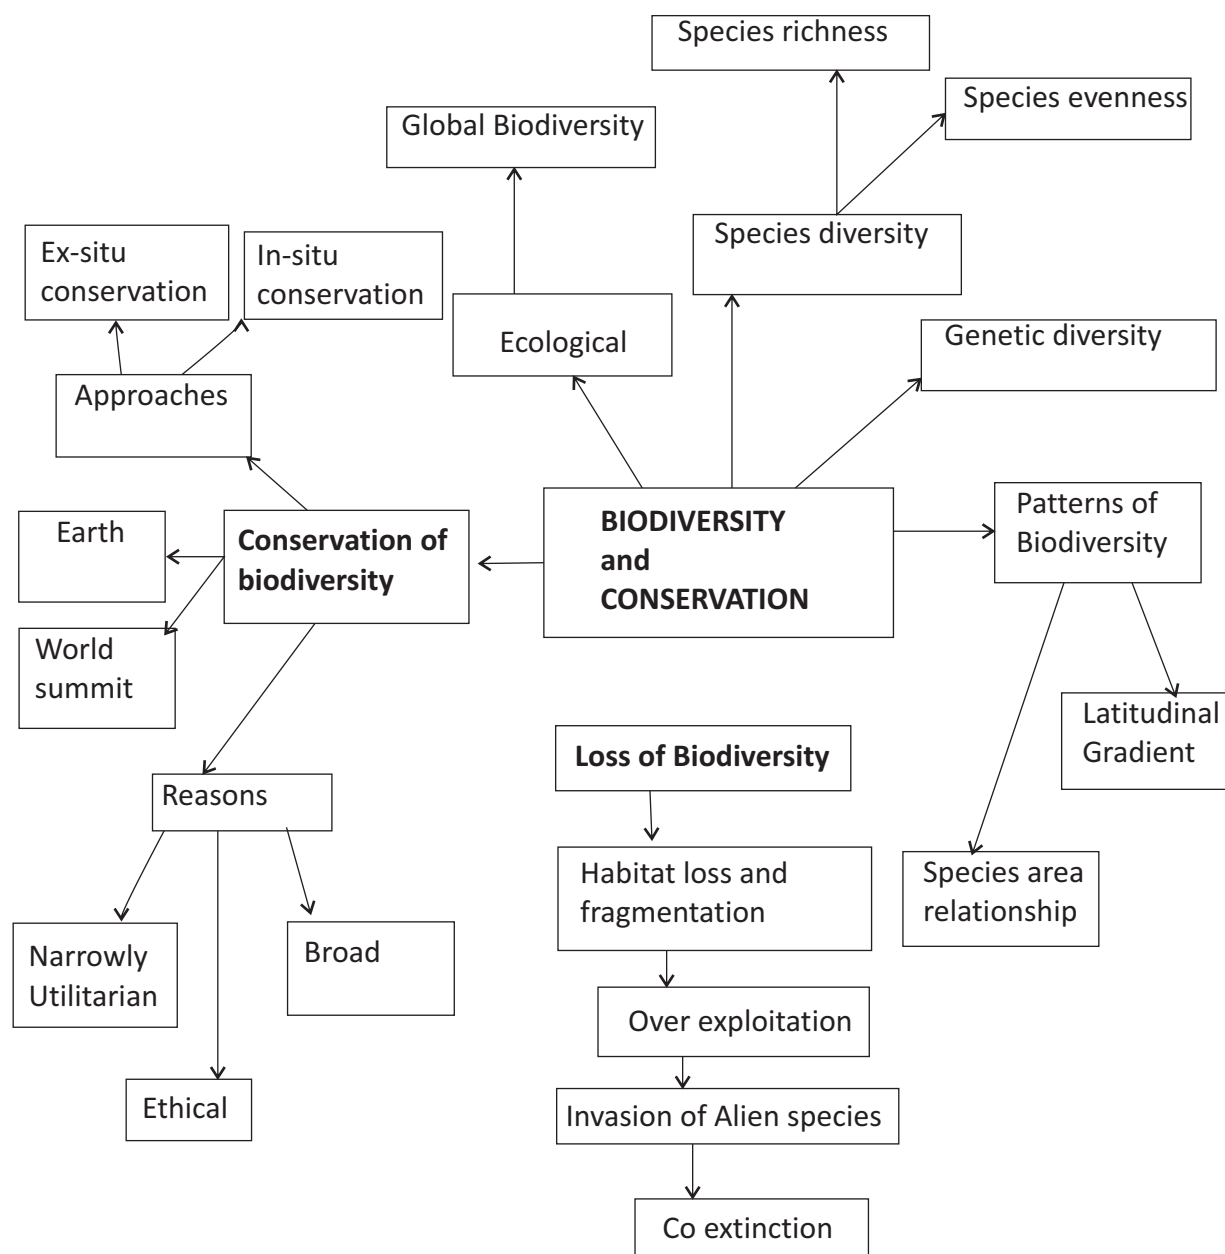 Species richness
Species evenness
Global Biodiversity
Species diversity
Ex-situ
conservation
In-situ
conservation
Ecological
Genetic diversity
Approaches
Earth
Conservation of
biodiversity
BIODIVERSITY
and
CONSERVATION
Patterns of
Biodiversity
World
summit
Loss of Biodiversity
Latitudinal
Gradient
Reasons
Habitat loss and
fragmentation
Species area
relationship
Narrowly
Utilitarian
Broad
Over exploitation
Ethical
Invasion of Alien species
Co extinction